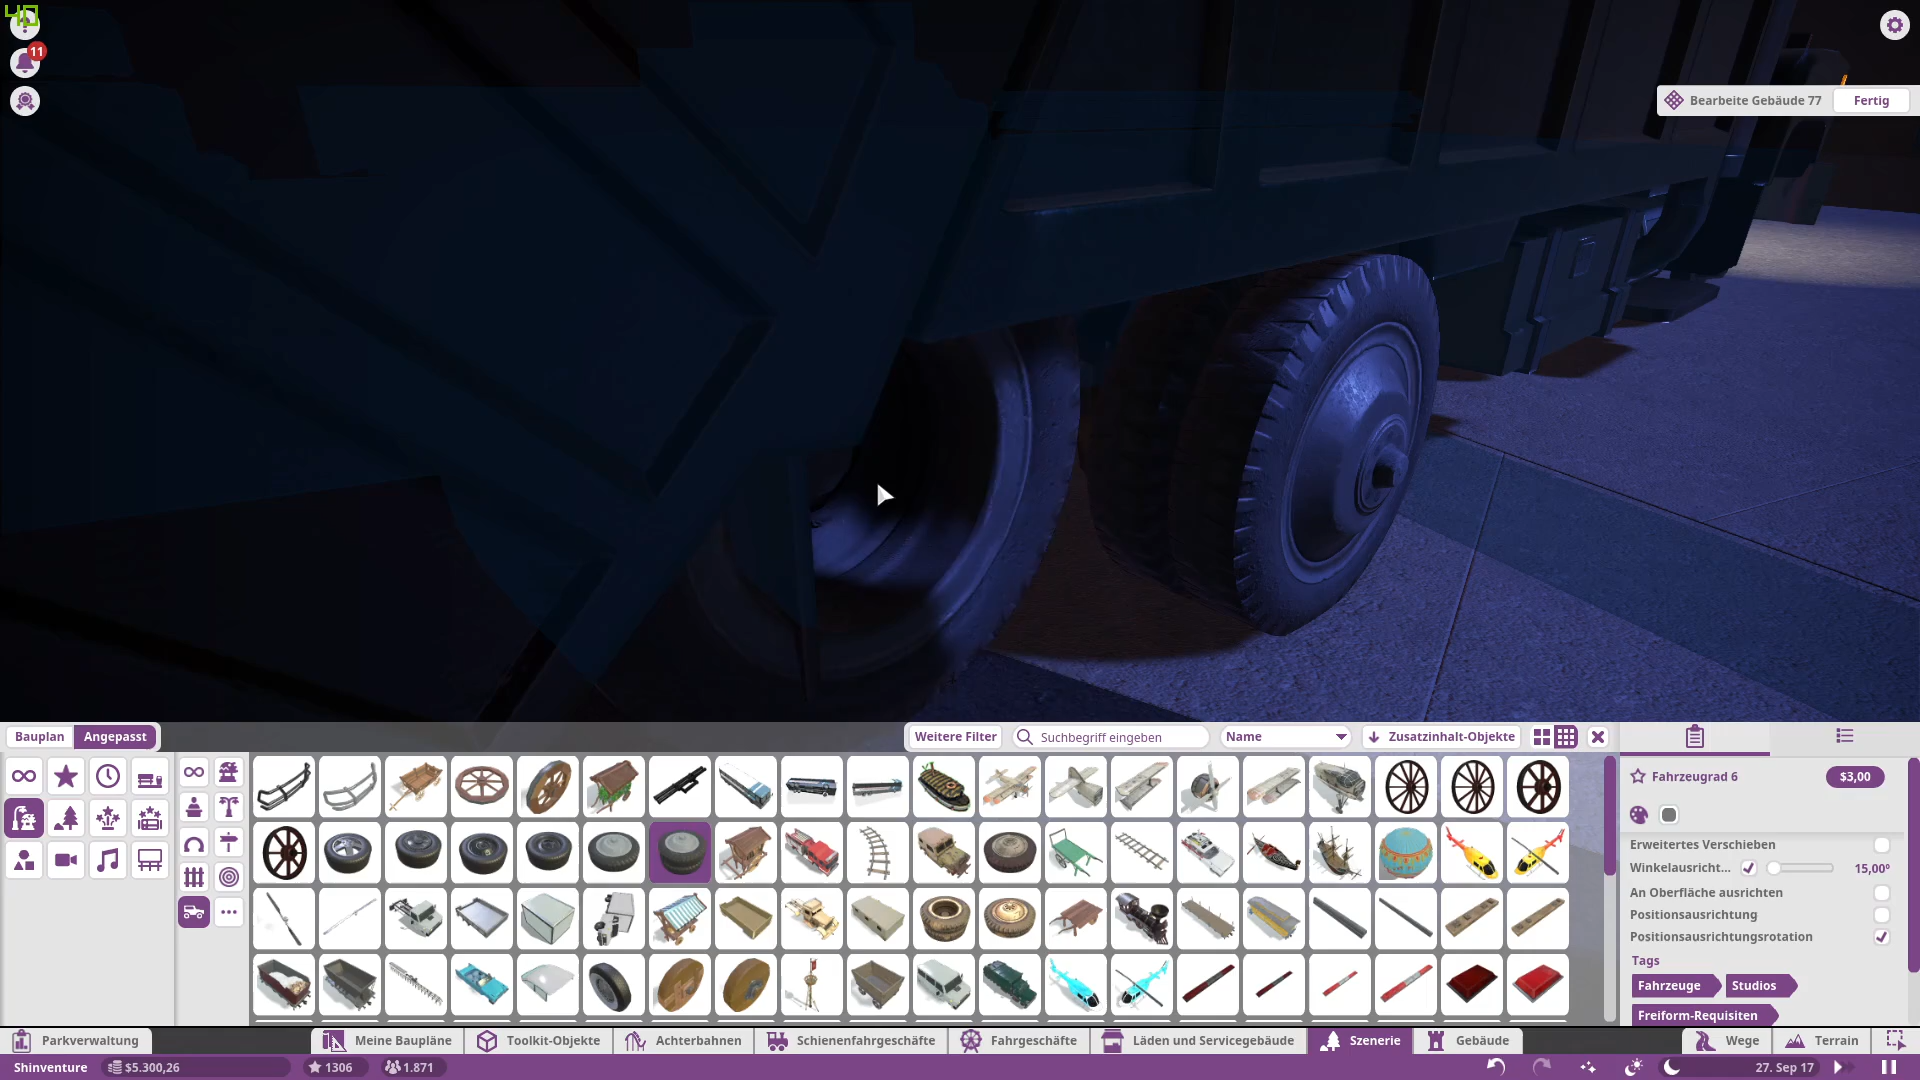 40
11
Bearbeite Gebäude 77 Fertig
Bauplan Angepasst
Weitere Filter Suchbegriff eingeben Name Zusatzinhalt-Objekte
Fahrzeugrad 6 $3,00
Erweitertes Verschieben
Winkelausricht... 15,00°
An Oberfläche ausrichten
Positionsausrichtung
Positionsausrichtungsrotation
Tags
Fahrzeuge Studios
Freiform-Requisiten
Parkverwaltung Meine Baupläne Toolkit-Objekte Achterbahnen Schienenfahrgeschäfte Fahrgeschäfte Läden und Servicegebäude Szenerie Gebäude Wege Terrain
Shinventure $5.300,26 1306 1.871 27. Sep 17